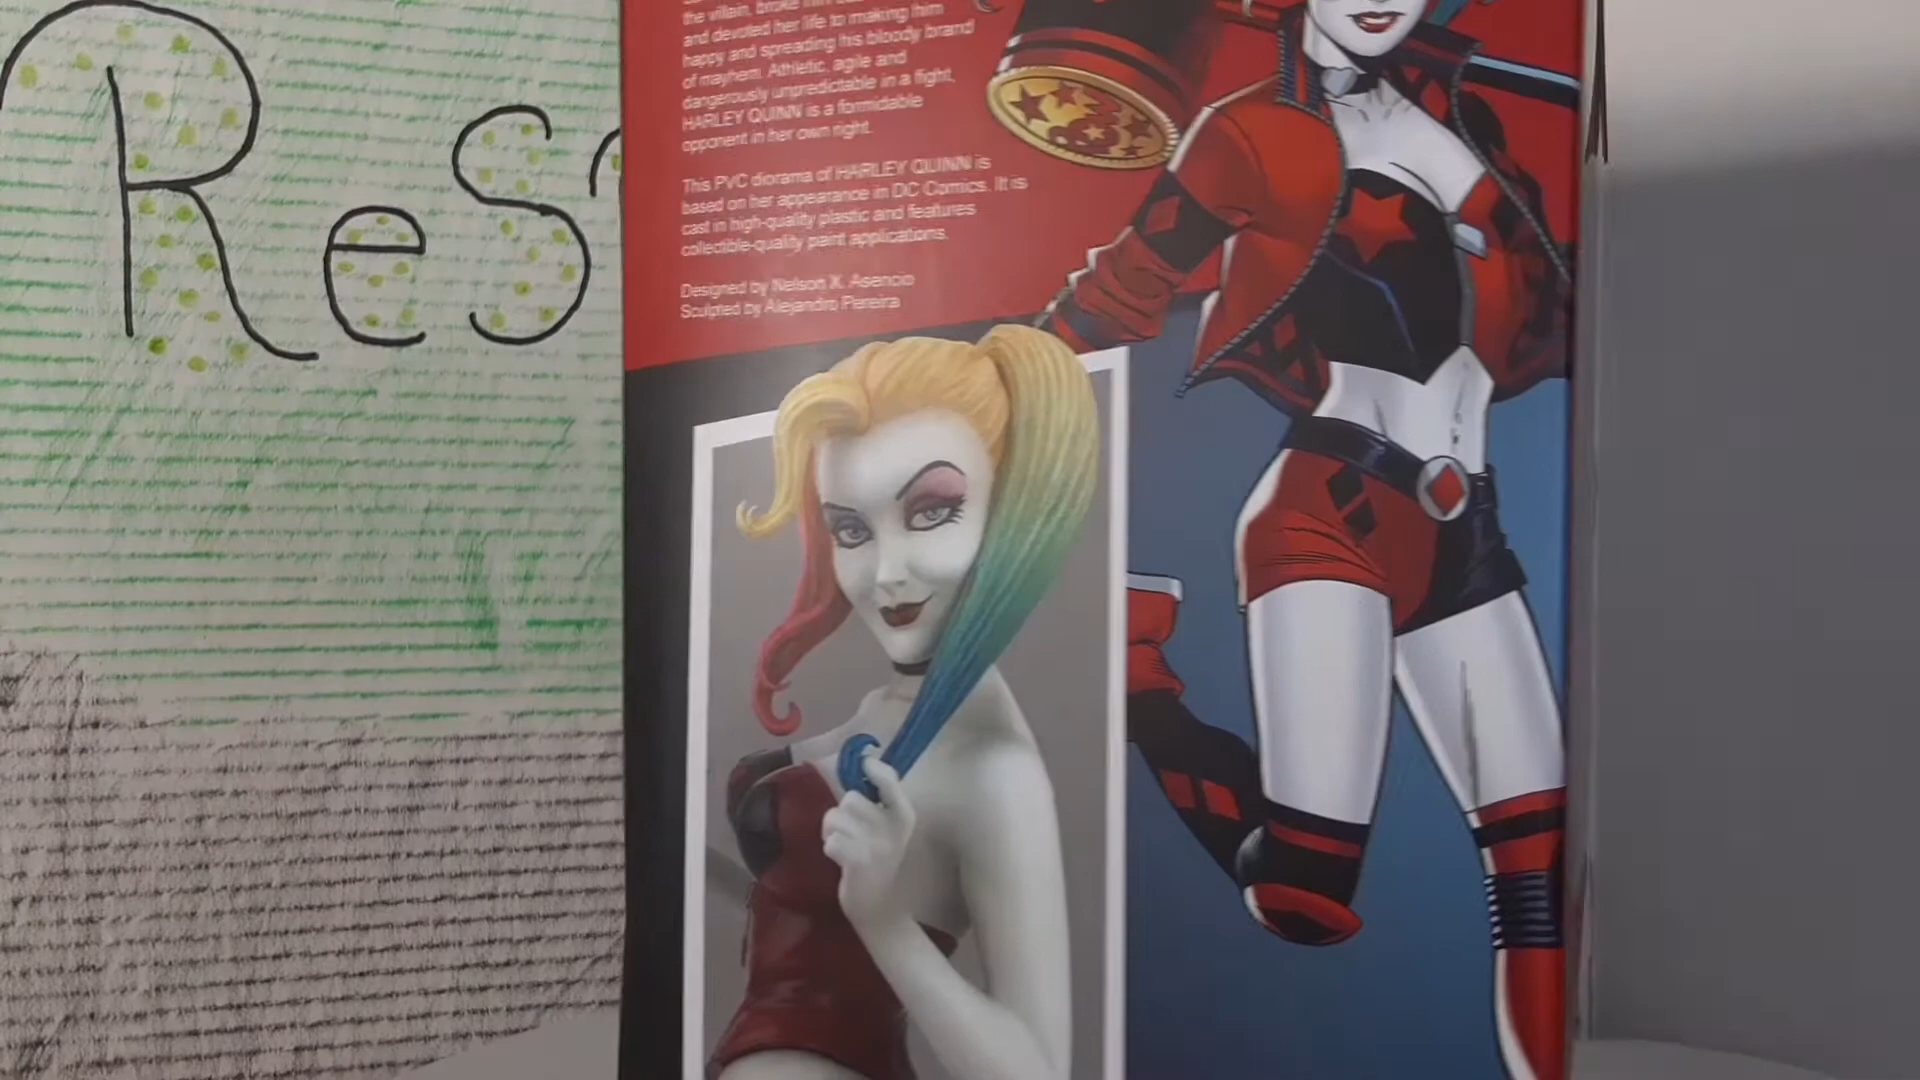 Res
the villain, broke him
and devoted her life to making him
happy and spreading his bloody brand
of mayhem. Athletic, agile and
dangerously unpredictable in a fight,
HARLEY QUINN is a formidable
opponent in her own right.
This PVC diorama of HARLEY QUINN is
based on her appearance in DC Comics. It is
cast in high-quality plastic and features
collectible-quality paint applications.
Designed by Nelson X. Asencio
Sculpted by Alejandro Pereira